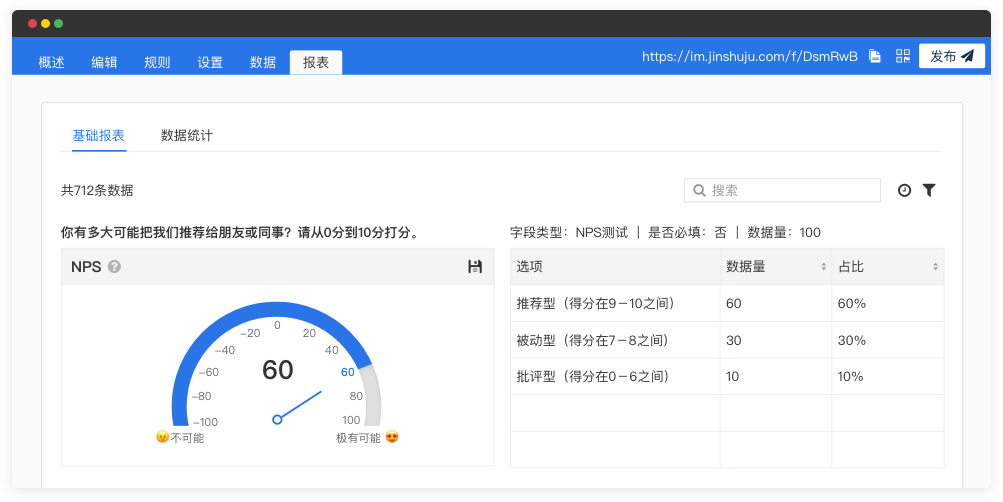 概述 编辑 规则 设置 数据 报表 https://im.jinshuju.com/f/DsmRwB 发布
基础报表 数据统计
共712条数据 搜索
你有多大可能把我们推荐给朋友或同事？请从0分到10分打分。
字段类型：NPS测试 | 是否必填：否 | 数据量：100
NPS ?
-100
-80
-60
-40
-20
0
20
40
60
80
100
60
不可能
极有可能
选项 数据量 占比
推荐型（得分在9-10之间） 60 60%
被动型（得分在7-8之间） 30 30%
批评型（得分在0-6之间） 10 10%